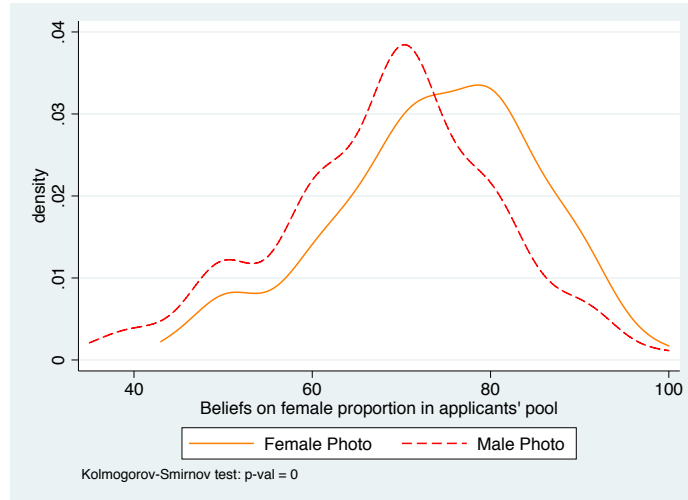 .04
.03
.02
.01
0
density
40
60
80
100
Beliefs on female proportion in applicants' pool
Female Photo
Male Photo
Kolmogorov-Smirnov test: p-val = 0